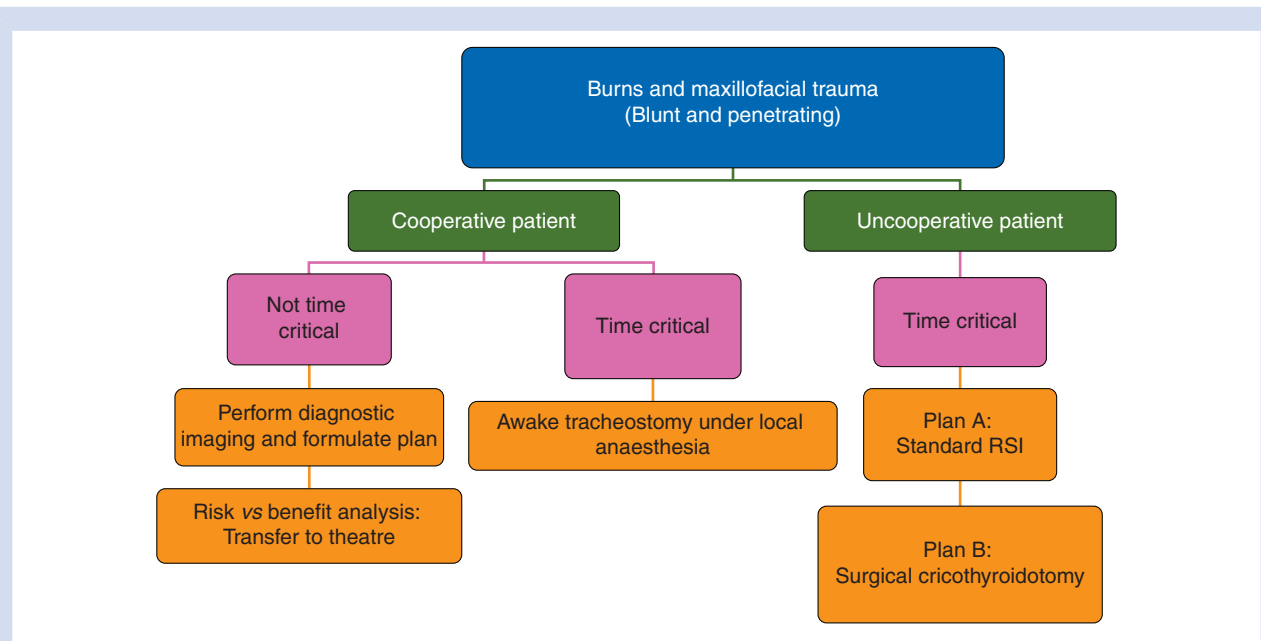 Burns and maxillofacial trauma
(Blunt and penetrating)
Cooperative patient
Uncooperative patient
Not time
critical
Time critical
Time critical
Perform diagnostic
imaging and formulate plan
Awake tracheostomy under local
anaesthesia
Plan A:
Standard RSI
Risk vs benefit analysis:
Transfer to theatre
Plan B:
Surgical cricothyroidotomy